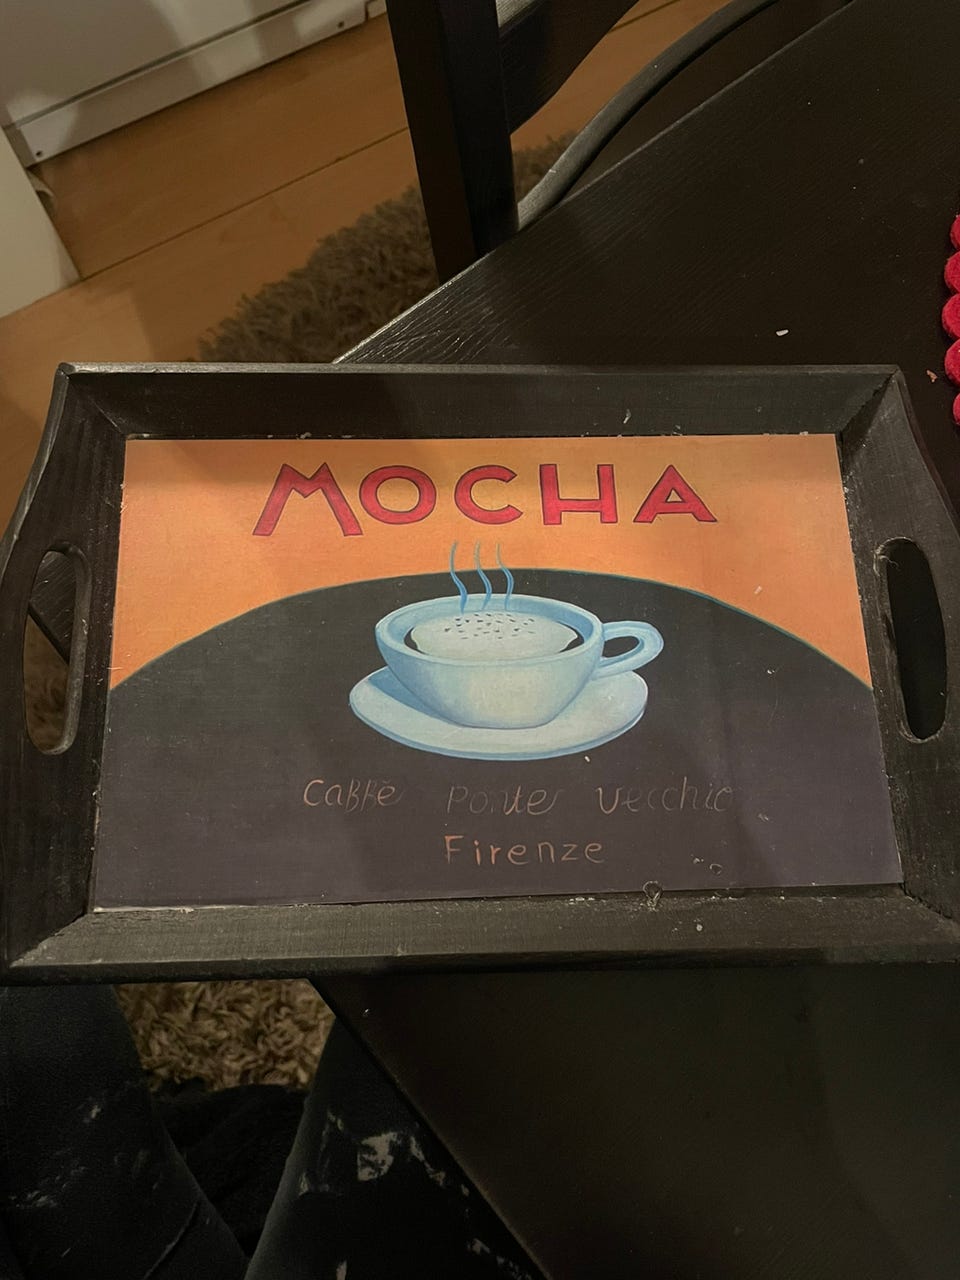 MOCHA
Caffè Ponte Vecchio
Firenze